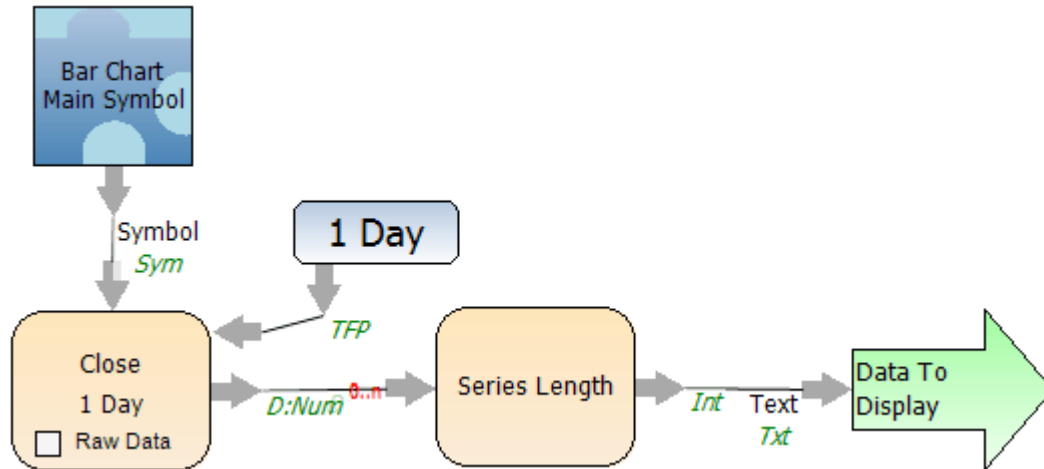 Bar Chart
Main Symbol
Symbol
Sym
1 Day
TFP
Close
1 Day
Raw Data
D:Num
0..n
Series Length
Int
Text
Txt
Data To
Display